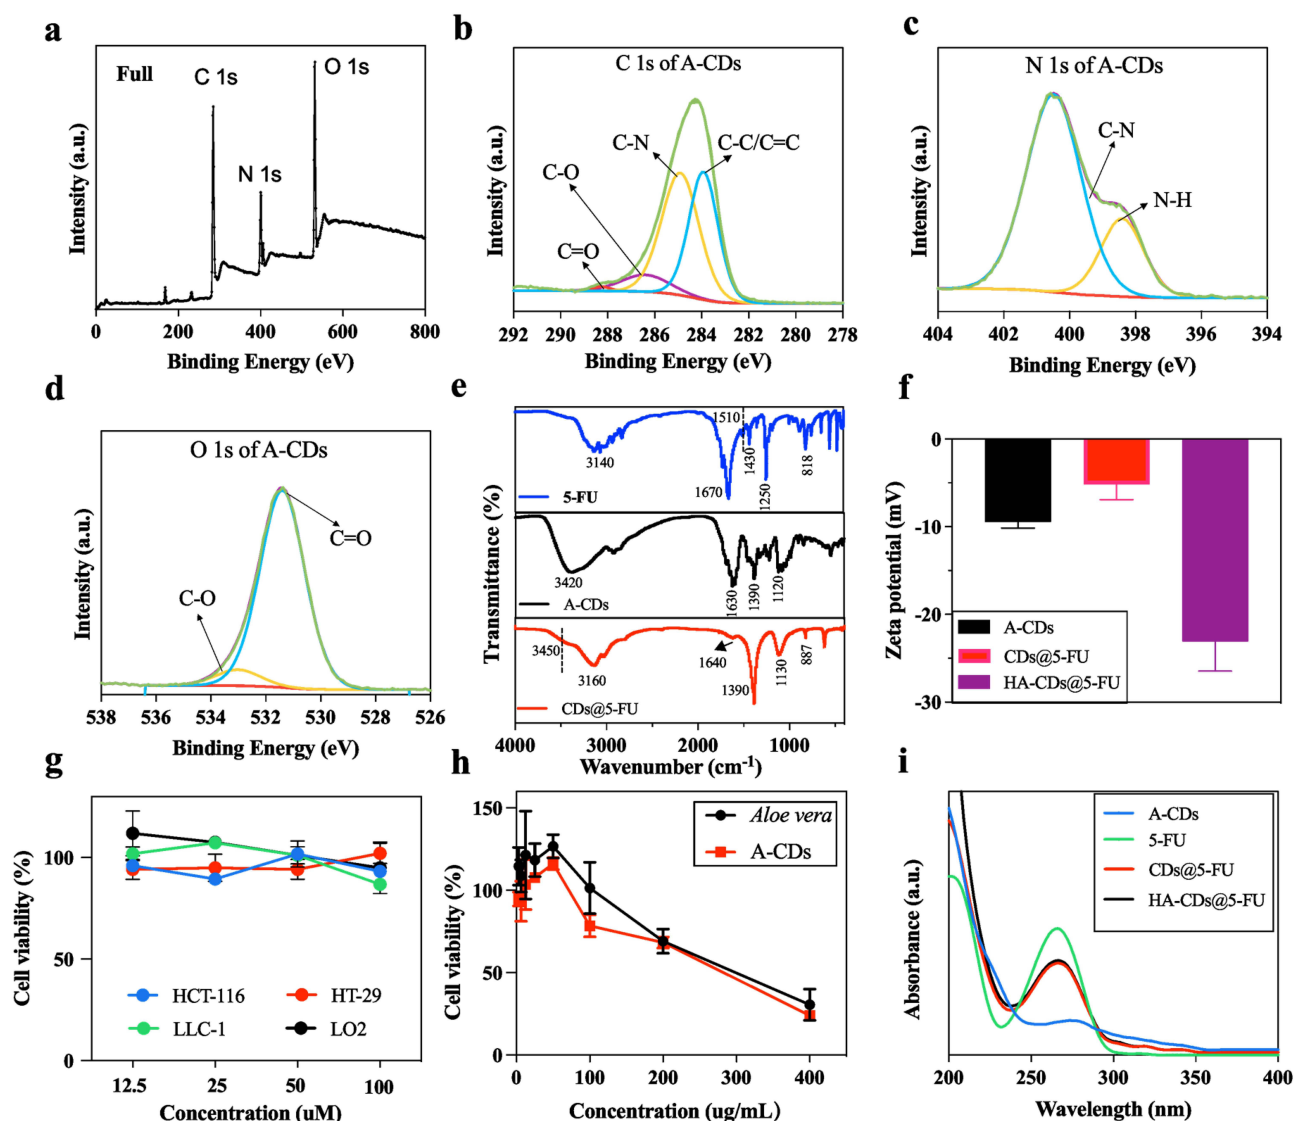 a
Full
C 1s
O 1s
N 1s
Intensity (a.u.)
0
200
400
600
800
Binding Energy (eV)
b
C 1s of A-CDs
C-N
C-C/C=C
C-O
C=O
Intensity (a.u.)
292
290
288
286
284
282
280
278
Binding Energy (eV)
c
N 1s of A-CDs
C-N
N-H
Intensity (a.u.)
404
402
400
398
396
394
Binding Energy (eV)
d
O 1s of A-CDs
C=O
C-O
Intensity (a.u.)
538
536
534
532
530
528
526
Binding Energy (eV)
e
Transmittance (%)
1510
3140
1430
818
1670
1250
5-FU
3420
1630
1390
1120
A-CDs
3450
3160
1640
1390
1130
887
CDs@5-FU
4000
3000
2000
1000
Wavenumber (cm-1)
f
Zeta potential (mV)
0
-10
-20
-30
A-CDs
CDs@5-FU
HA-CDs@5-FU
g
Cell viability (%)
100
50
0
HCT-116
HT-29
LLC-1
LO2
12.5
25
50
100
Concentration (uM)
h
Cell viability (%)
150
100
50
0
Aloe vera
A-CDs
0
100
200
300
400
Concentration (ug/mL)
i
Absorbance (a.u.)
A-CDs
5-FU
CDs@5-FU
HA-CDs@5-FU
200
250
300
350
400
Wavelength (nm)